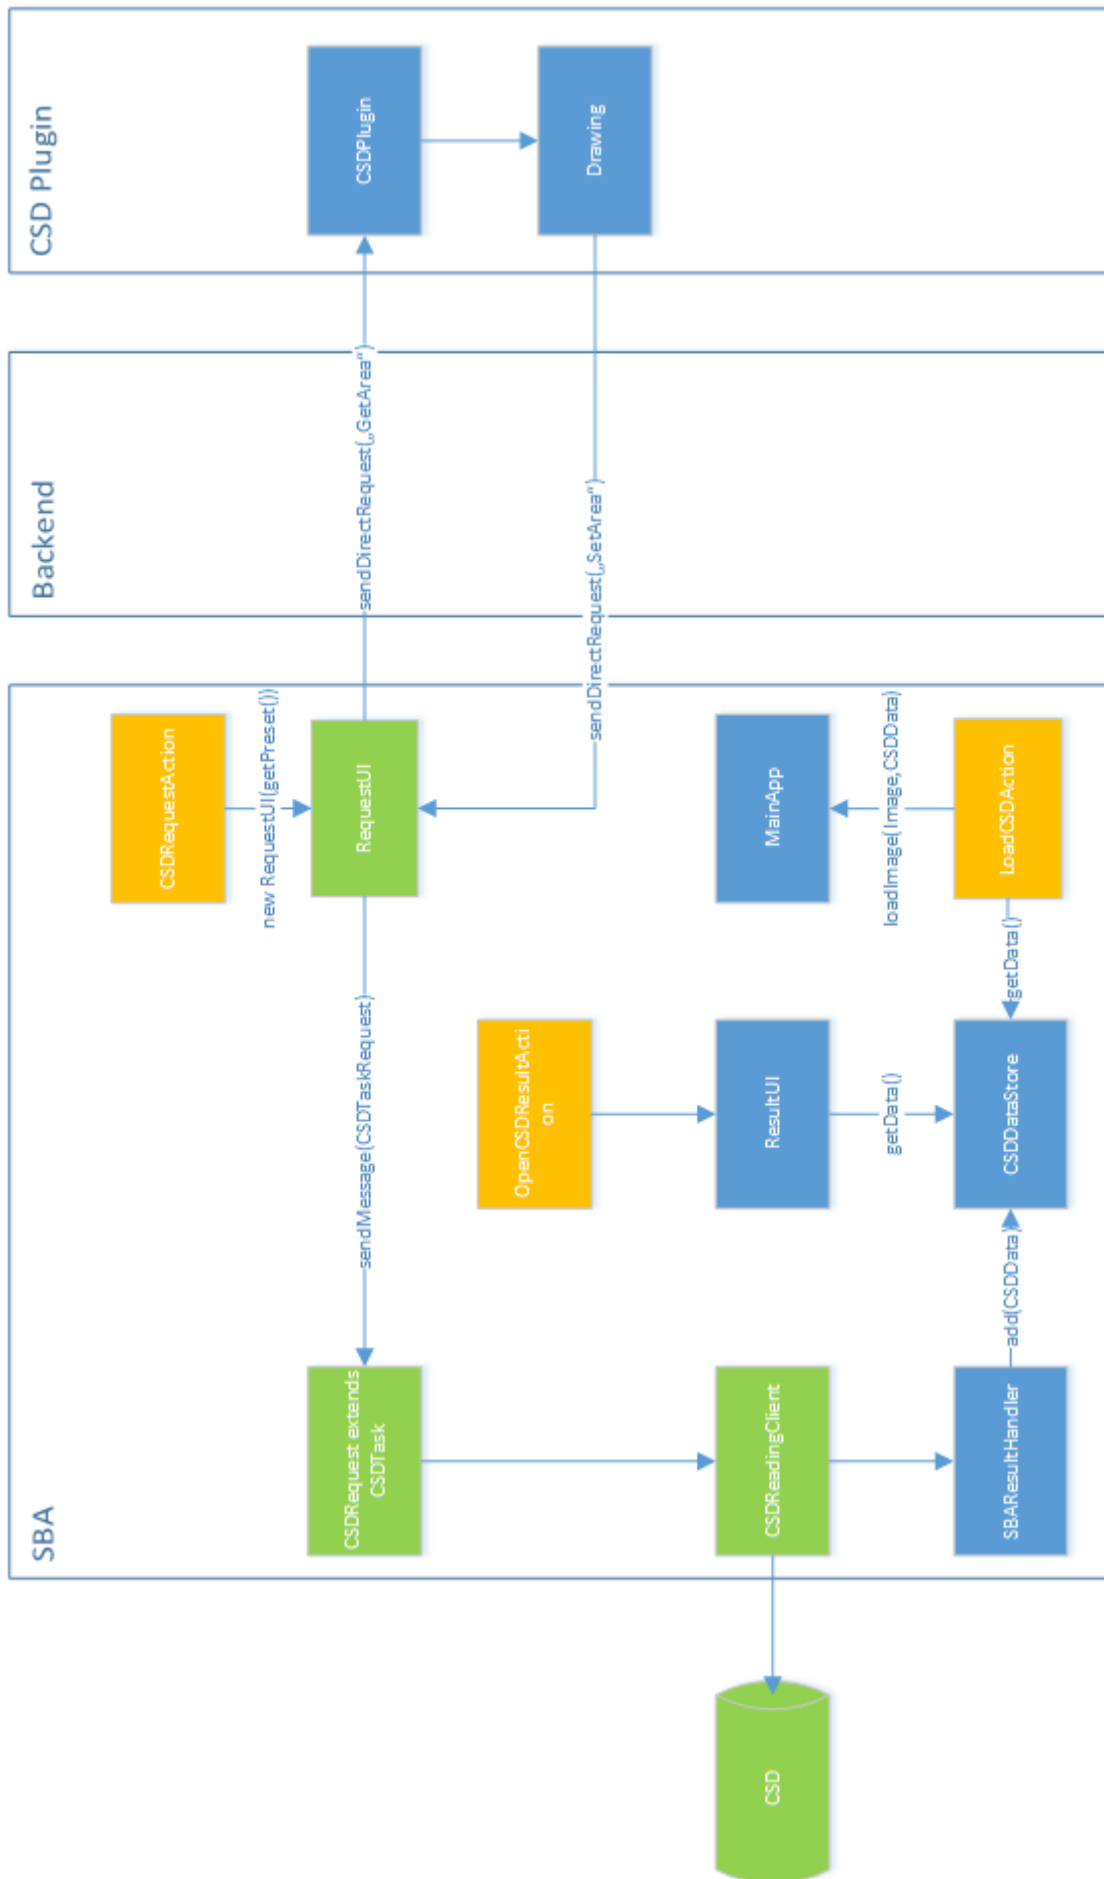 SBA
Backend
CSD Plugin
CSDRequestAction
new RequestUI(getPreset())
CSDRequest extends
CSDTask
sendMessage(CSDTaskRequest)
RequestUI
sendDirectRequest(„GetArea“)
CSDPlugin
OpenCSDResultActi
on
sendDirectRequest(„SetArea“)
Drawing
CSD
CSDReadingClient
ResultUI
MainApp
getData()
loadImage(Image,CSDData)
SBAResultHandler
add(CSDData)
CSDDataStore
getData()
LoadCSDAction